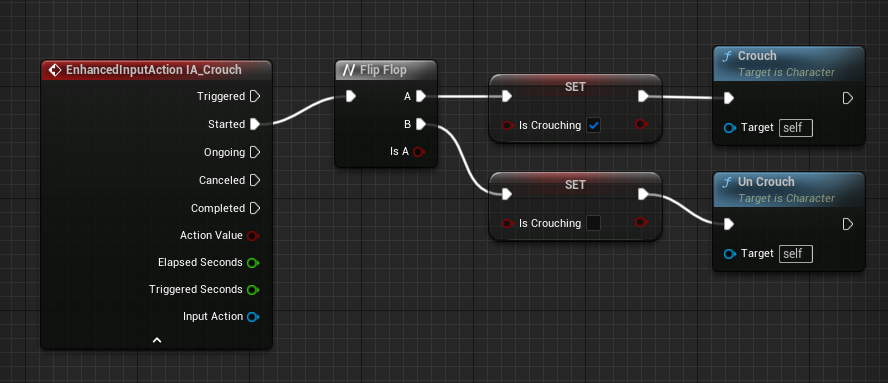 EnhancedInputAction IA_Crouch
Triggered
Started
Ongoing
Canceled
Completed
Action Value
Elapsed Seconds
Triggered Seconds
Input Action
Flip Flop
A
B
Is A
SET
Is Crouching
SET
Is Crouching
Crouch
Target is Character
Target self
Un Crouch
Target is Character
Target self